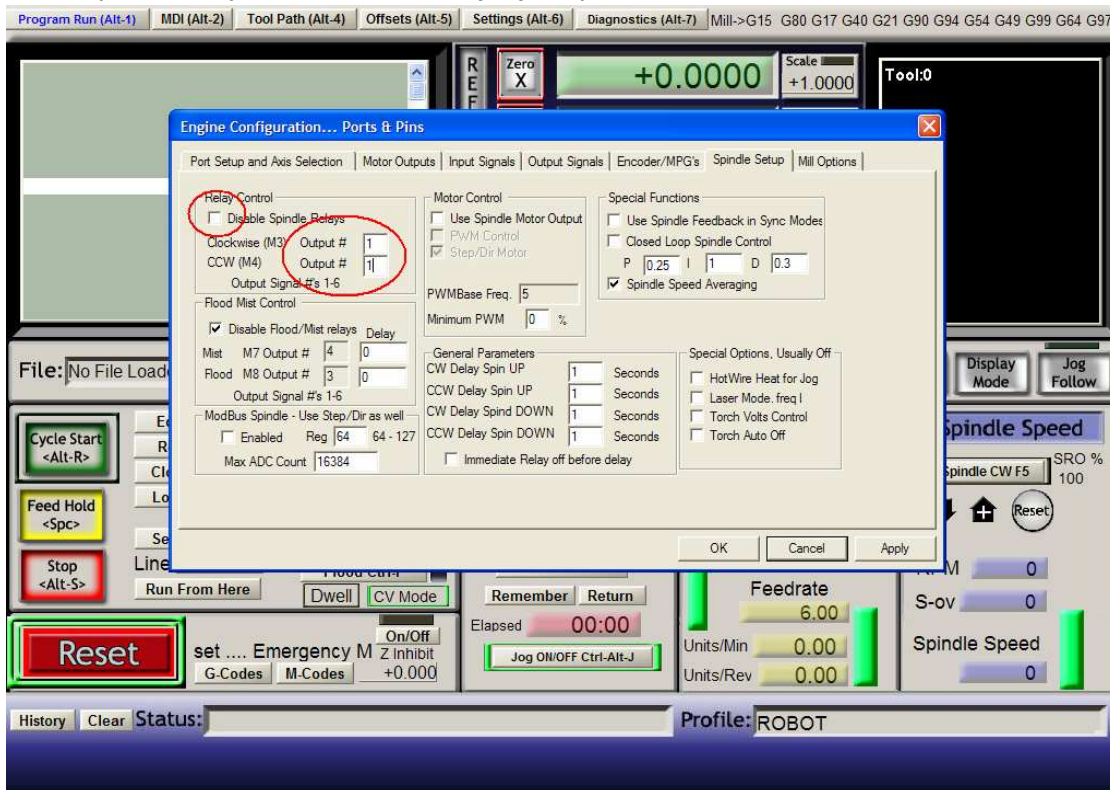 Program Run (Alt-1) MDI (Alt-2) Tool Path (Alt-4) Offsets (Alt-5) Settings (Alt-6) Diagnostics (Alt-7) Mill->G15 G80 G17 G40 G21 G90 G94 G54 G49 G99 G64 G97
R E F
Zero X
+0.0000
Scale
+1.0000
Tool:0
Engine Configuration... Ports & Pins
Port Setup and Axis Selection Motor Outputs Input Signals Output Signals Encoder/MPG's Spindle Setup Mill Options
Relay Control
Disable Spindle Relays
Clockwise (M3) Output # 1
CCW (M4) Output # 1
Output Signal #'s 1-6
Flood Mist Control
Disable Flood/Mist relays Delay
Mist M7 Output # 4 0
Flood M8 Output # 3 0
Output Signal #'s 1-6
ModBus Spindle - Use Step/Dir as well
Enabled Reg 64 64 - 127
Max ADC Count 16384
Motor Control
Use Spindle Motor Output
PWM Control
Step/Dir Motor
PWMBase Freq. 5
Minimum PWM 0 %
General Parameters
CW Delay Spin UP 1 Seconds
CCW Delay Spin UP 1 Seconds
CW Delay Spind DOWN 1 Seconds
CCW Delay Spin DOWN 1 Seconds
Immediate Relay off before delay
Special Functions
Use Spindle Feedback in Sync Modes
Closed Loop Spindle Control
P 0.25 I 1 D 0.3
Spindle Speed Averaging
Special Options, Usually Off
HotWire Heat for Jog
Laser Mode. freq I
Torch Volts Control
Torch Auto Off
OK Cancel Apply
File: No File Load
Display Mode
Jog Follow
Cycle Start
<Alt-R>
Feed Hold
<Spc>
Stop
<Alt-S>
Line
Run From Here
Dwell CV Mode
Remember Return
Elapsed 00:00
Jog ON/OFF Ctrl-Alt-J
Feedrate
6.00
Units/Min 0.00
Units/Rev 0.00
Spindle Speed
Spindle CW F5
SRO %
100
Reset
0
S-ov 0
Spindle Speed
0
Reset
set .... Emergency M
On/Off
Z Inhibit
+0.000
G-Codes M-Codes
History Clear Status:
Profile: ROBOT